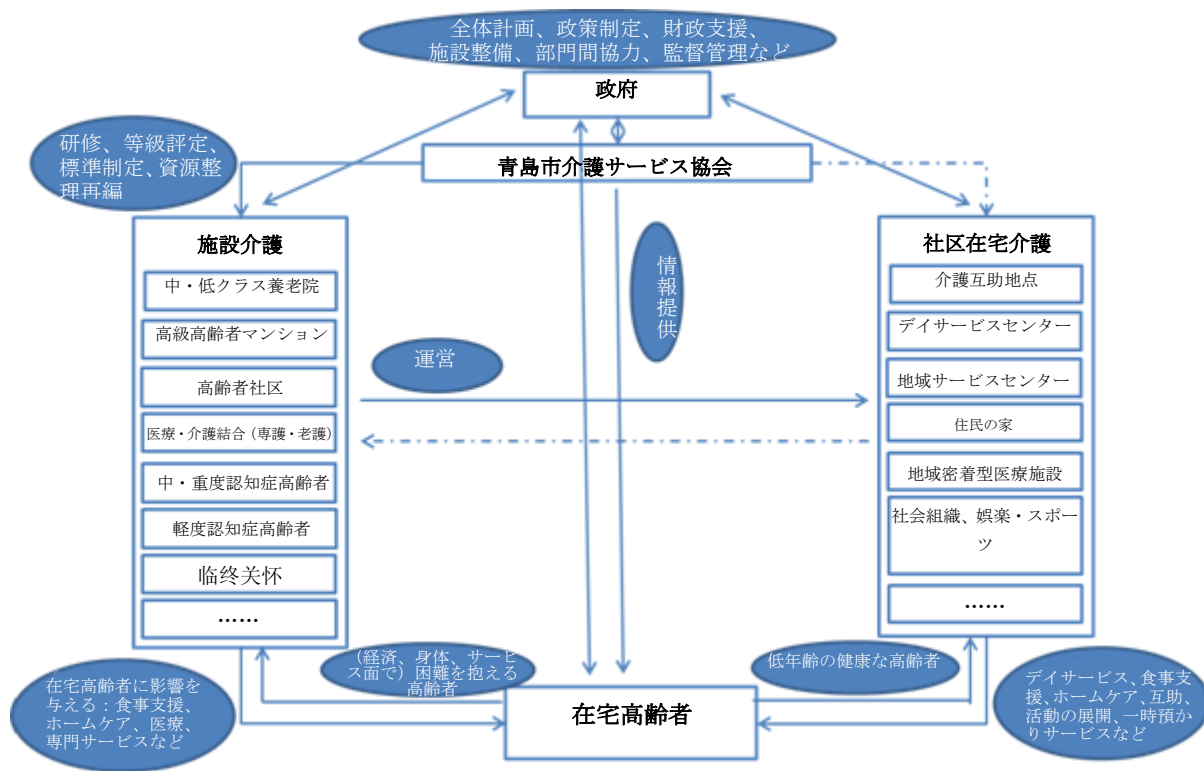 全体計画、政策制定、財政支援、
施設整備、部門間協力、監督管理など
政府
研修、等級評定、
標準制定、資源整
理再編
青島市介護サービス協会
施設介護
中・低クラス養老院
高級高齢者マンション
高齢者社区
医療・介護結合（専護・老護）
中・重度認知症高齢者
軽度認知症高齢者
临终关怀
……
情報提供
運営
社区在宅介護
介護互助地点
デイサービスセンター
地域サービスセンター
住民の家
地域密着型医療施設
社会組織、娯楽・スポー
ツ
……
在宅高齢者に影響を
与える：食事支援、
ホームケア、医療、
専門サービスなど
（経済、身体、サービ
ス面で）困難を抱える
高齢者
在宅高齢者
低年齢の健康な高齢者
デイサービス、食事支
援、ホームケア、互助、
活動の展開、一時預か
りサービスなど